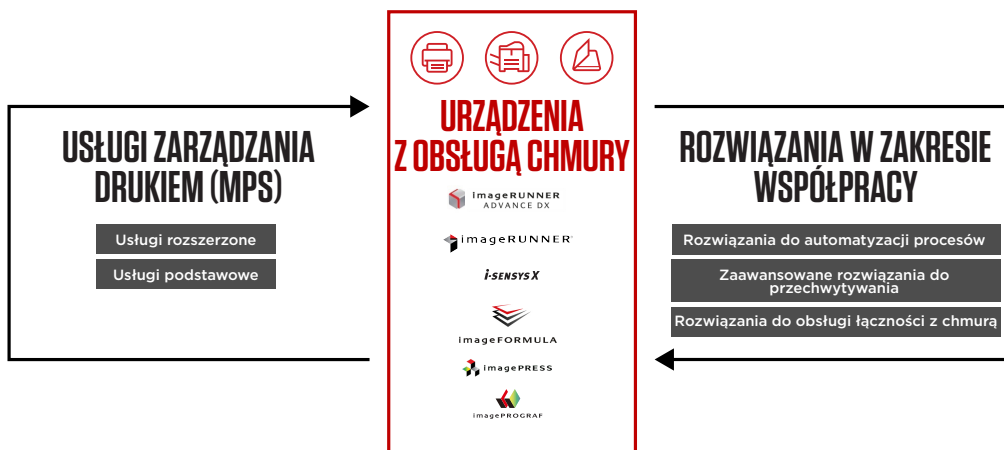 USŁUGI ZARZĄDZANIA
DRUKIEM (MPS)
Usługi rozszerzone
Usługi podstawowe
URZĄDZENIA
Z OBSŁUGĄ CHMURY
imageRUNNER
ADVANCE DX
imageRUNNER
i-SENSYS X
imageFORMULA
imagePRESS
imagePROGRAF
ROZWIĄZANIA W ZAKRESIE
WSPÓŁPRACY
Rozwiązania do automatyzacji procesów
Zaawansowane rozwiązania do
przechwytywania
Rozwiązania do obsługi łączności z chmurą